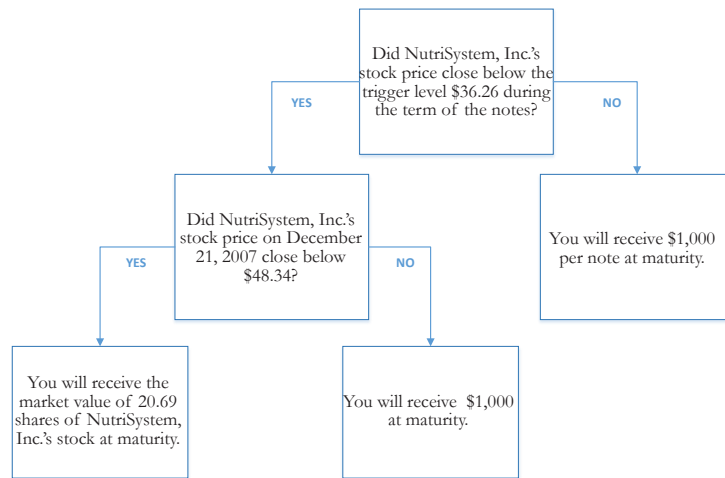 Did NutriSystem, Inc.'s
stock price close below the
trigger level $36.26 during
the term of the notes?
YES
NO
Did NutriSystem, Inc.'s
stock price on December
21, 2007 close below
$48.34?
You will receive $1,000
per note at maturity.
YES
NO
You will receive the
market value of 20.69
shares of NutriSystem,
Inc.'s stock at maturity.
You will receive $1,000
at maturity.